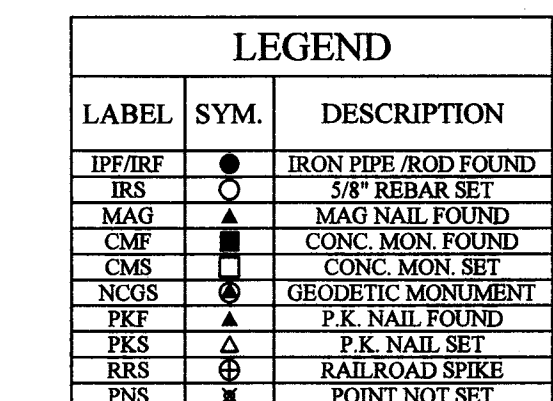 LEGEND
LABEL SYM. DESCRIPTION
IPF/IRF IRON PIPE /ROD FOUND
IRS 5/8" REBAR SET
MAG MAG NAIL FOUND
CMF CONC. MON. FOUND
CMS CONC. MON. SET
NCGS GEODETIC MONUMENT
PKF P.K. NAIL FOUND
PKS P.K. NAIL SET
RRS RAILROAD SPIKE
PNS POINT NOT SET